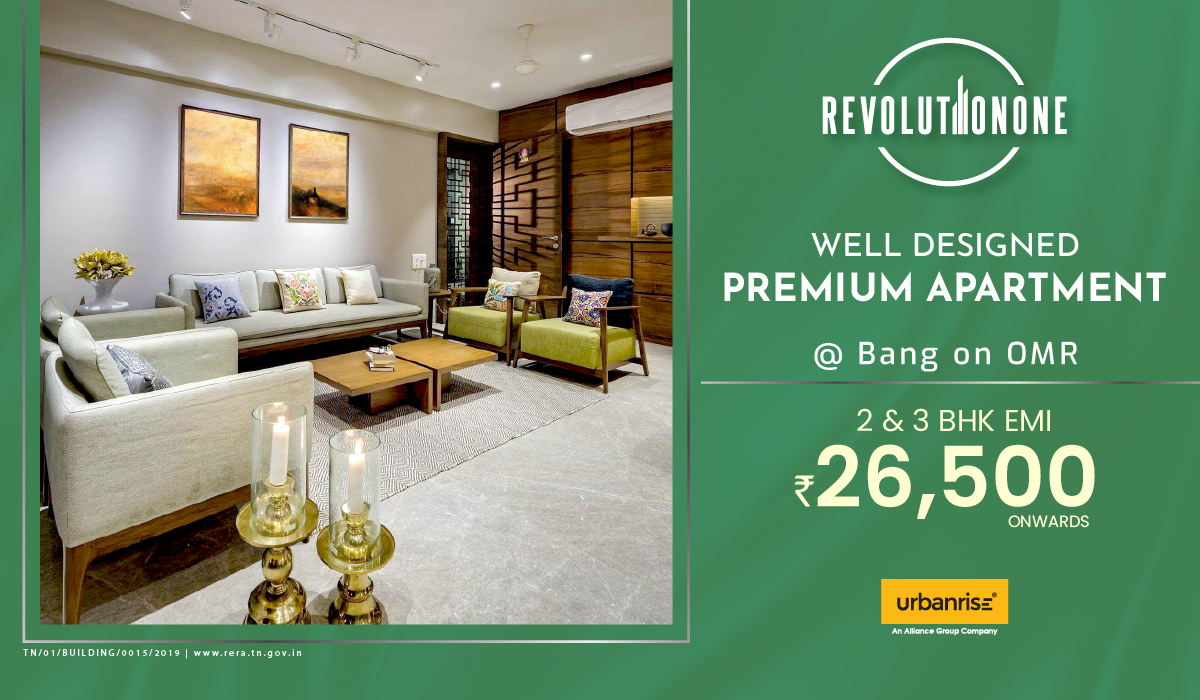 REVOLUTIONONE
WELL DESIGNED
PREMIUM APARTMENT
@ Bang on OMR
2 & 3 BHK EMI
₹26,500
ONWARDS
urbanrise®
An Alliance Group Company
TN/01/BUILDING/0015/2019 | www.rera.tn.gov.in